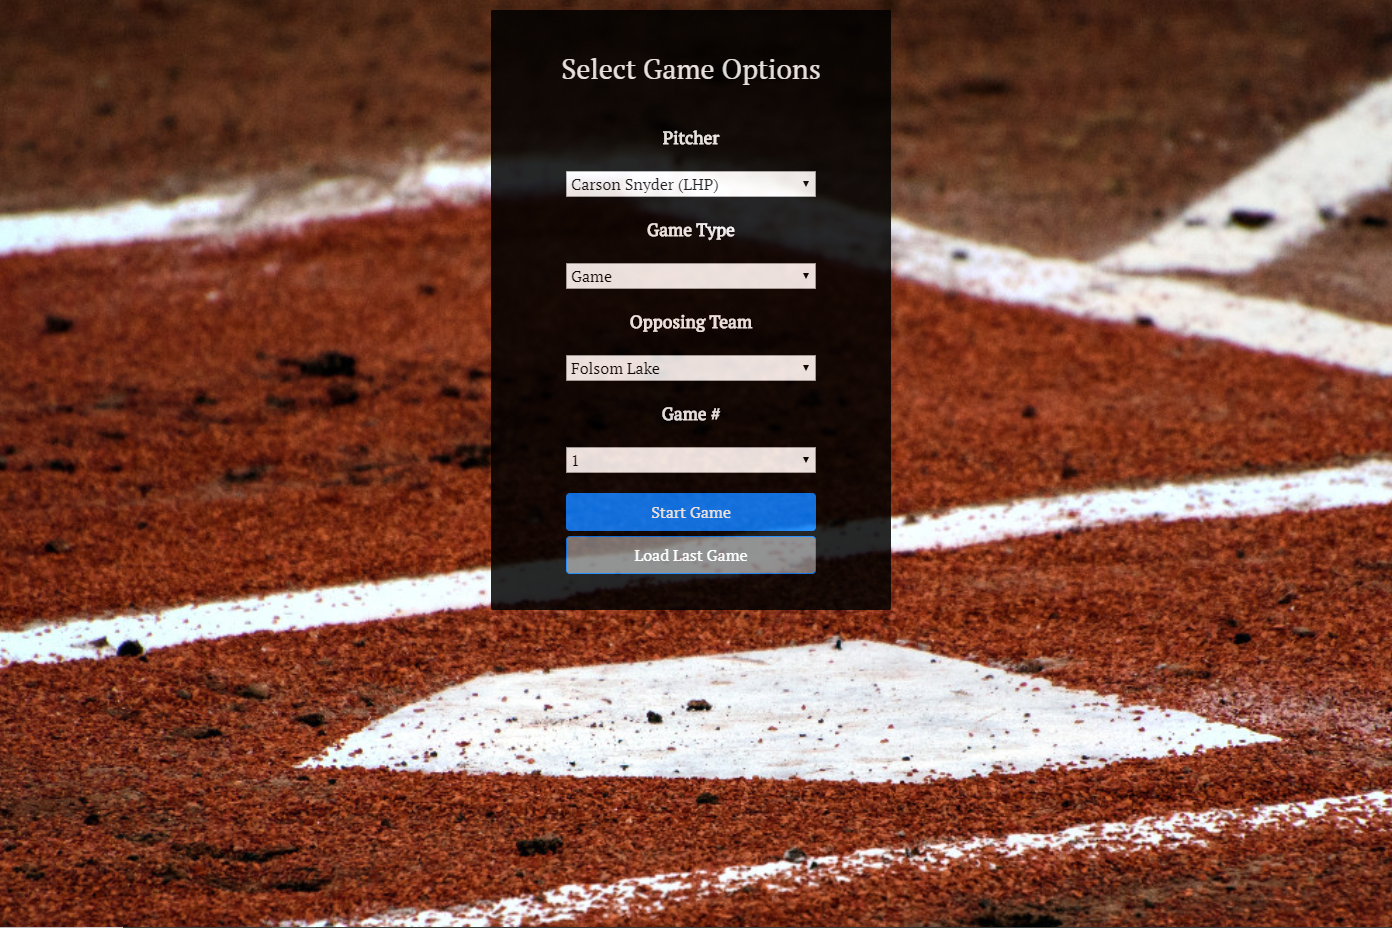 Select Game Options
Pitcher
Carson Snyder (LHP)
Game Type
Game
Opposing Team
Folsom Lake
Game #
1
Start Game
Load Last Game